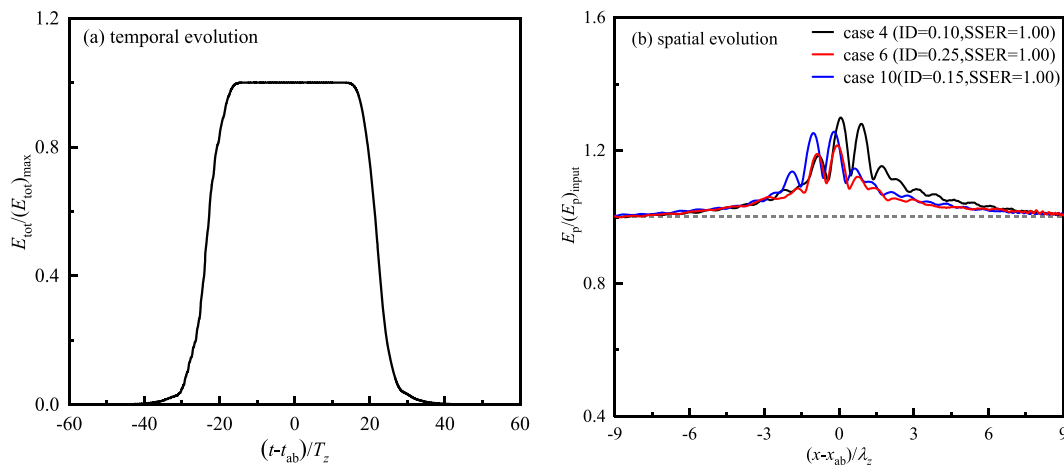 (a) temporal evolution
E_tot/(E_tot)_max
1.2
0.8
0.4
0.0
-60 -40 -20 0 20 40 60
(t-t_ab)/T_z
(b) spatial evolution
case 4 (ID=0.10,SSER=1.00)
case 6 (ID=0.25,SSER=1.00)
case 10(ID=0.15,SSER=1.00)
E_p/(E_p)_input
1.6
1.2
0.8
0.4
-9 -6 -3 0 3 6 9
(x-x_ab)/λ_z